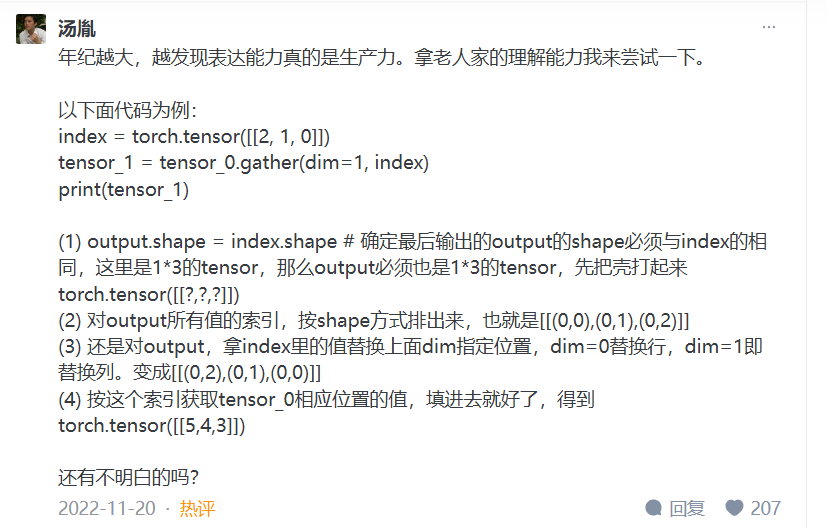 汤胤
...
年纪越大，越发现表达能力真的是生产力。拿老人家的理解能力我来尝试一下。
以下面代码为例：
index = torch.tensor([[2, 1, 0]])
tensor_1 = tensor_0.gather(dim=1, index)
print(tensor_1)
(1) output.shape = index.shape # 确定最后输出的output的shape必须与index的相
同，这里是1*3的tensor，那么output必须也是1*3的tensor，先把壳打起来
torch.tensor([[?,?,?]])
(2) 对output所有值的索引，按shape方式排出来，也就是[[(0,0),(0,1),(0,2)]]
(3) 还是对output，拿index里的值替换上面dim指定位置，dim=0替换行，dim=1即
替换列。变成[[(0,2),(0,1),(0,0)]]
(4) 按这个索引获取tensor_0相应位置的值，填进去就好了，得到
torch.tensor([[5,4,3]])
还有不明白的吗？
2022-11-20 · 热评
回复 207